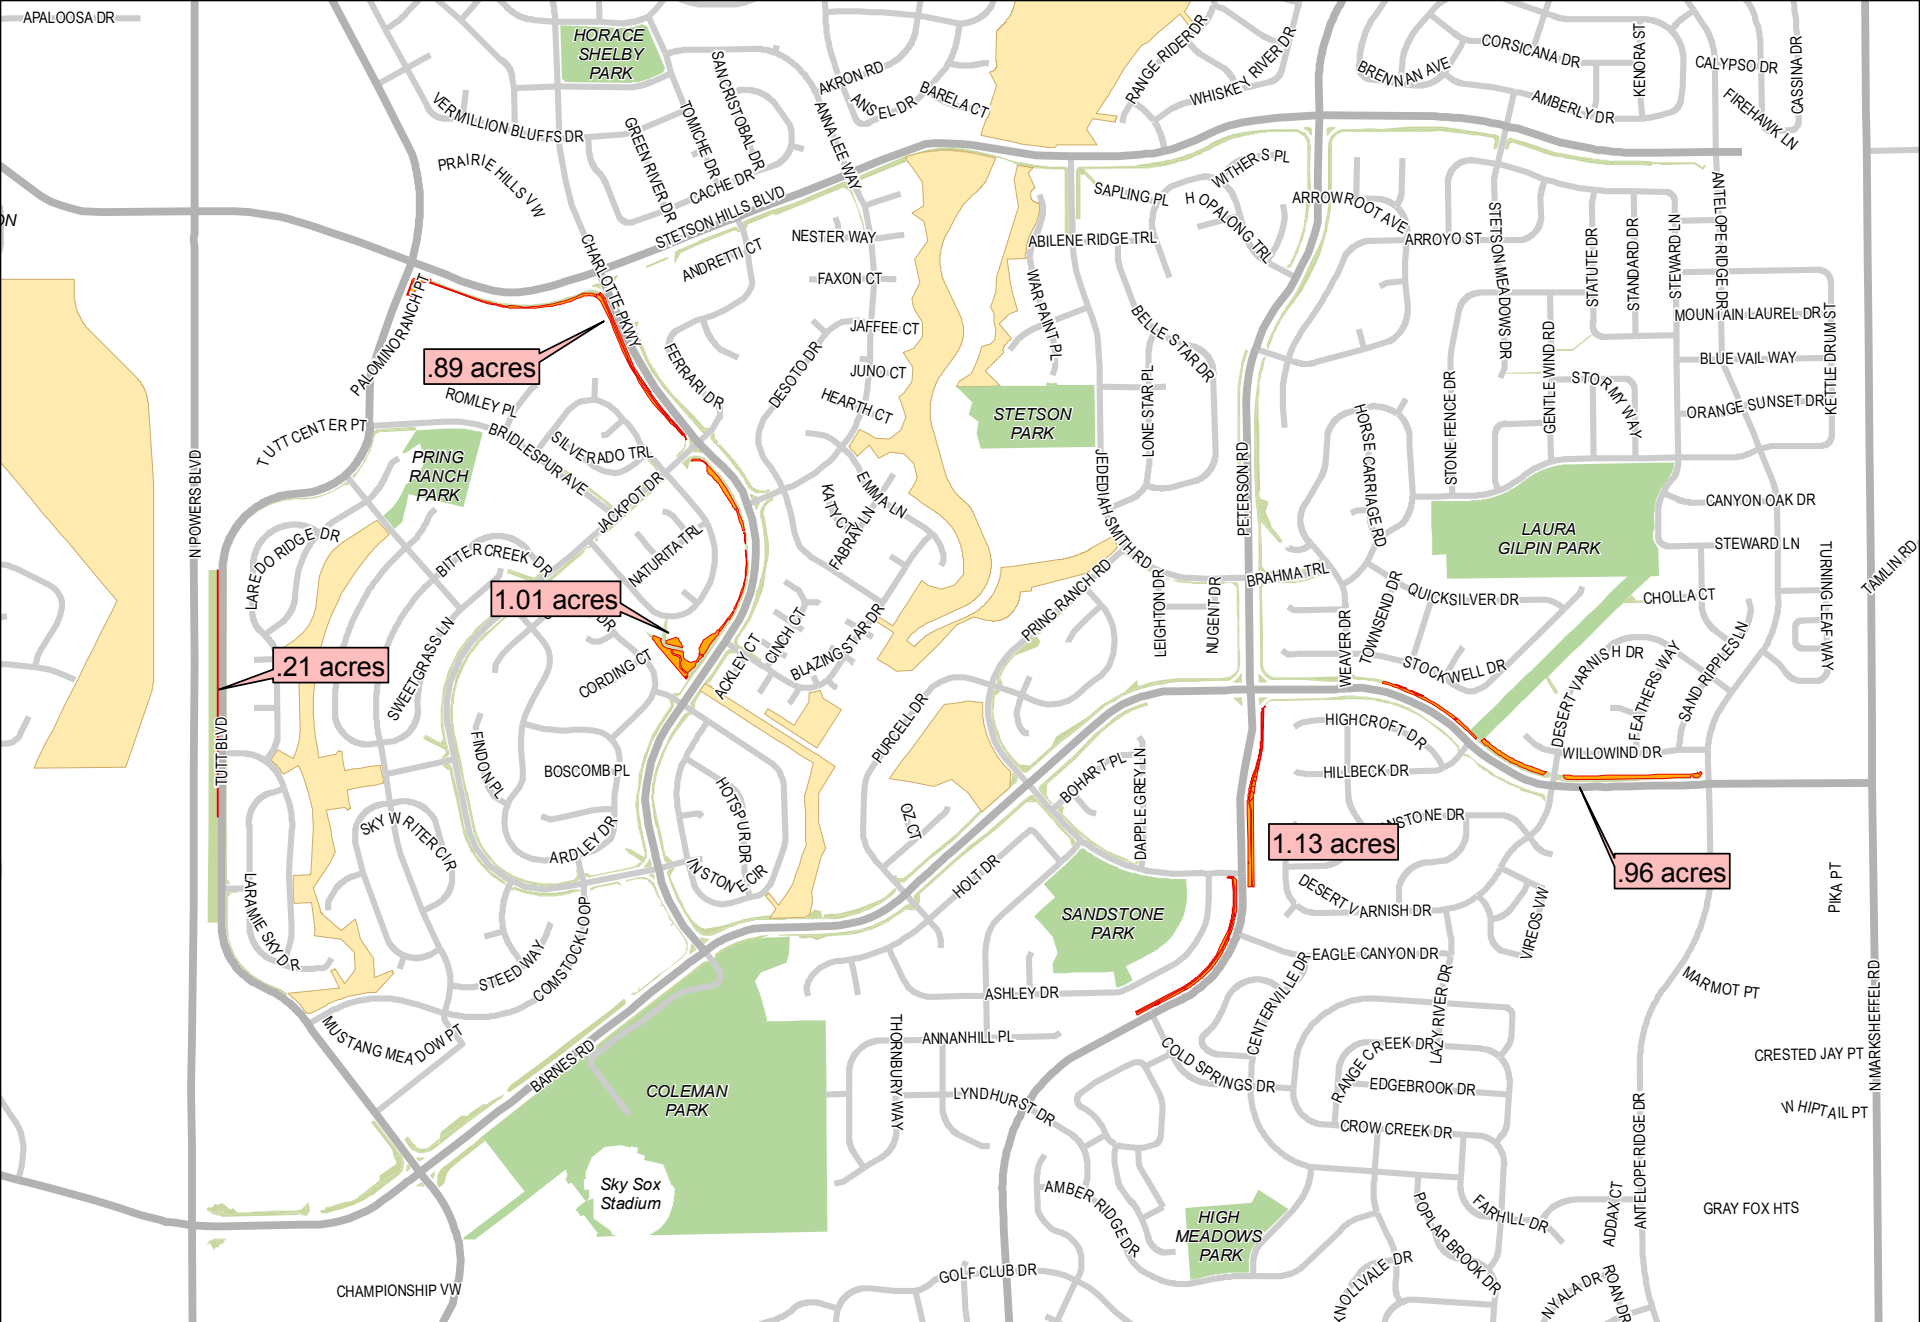 APALOOSA DR
HORACE
SHELBY
PARK
SAN CRISTOBAL DR
AKRON RD
ANSEL DR
BARELA CT
RANGE RIDER DR
WHISKEY RIVER DR
BRENNAN AVE
CORSICANA DR
KENORA ST
CALYPSO DR
CASSINA DR
AMBERLY DR
FIREHAWK LN
VERMILLION BLUFFS DR
GREEN RIVER DR
TOMICHE DR
ANNA LEE WAY
PRAIRIE HILLS VW
CACHE DR
STETSON HILLS BLVD
WITHERS PL
SAPLING PL
HOPALONG TRL
ARROWROOT AVE
ON
CHARLOTTE PKWY
ANDRETTI CT
NESTER WAY
ABILENE RIDGE TRL
ARROYO ST
STETSON MEADOWS DR
STATUTE DR
STANDARD DR
STEWARD LN
ANTELOPE RIDGE DR
FAXON CT
WAR PAINT PL
BELLE STAR DR
PALOMINO RANCH PT
JAFFEE CT
MOUNTAIN LAUREL DR
KETTLE DRUM ST
.89 acres
FERRARI DR
DESOTO DR
JUNO CT
GENTLE WIND RD
BLUE VAIL WAY
STORMY WAY
ROMLEY PL
HEARTH CT
STETSON
PARK
LONE STAR PL
STONE FENCE DR
ORANGE SUNSET DR
TUTT CENTER PT
BRIDLESPUR AVE
SILVERADO TRL
HORSE CARRIAGE RD
PRING
RANCH
PARK
N POWERS BLVD
JACKPOT DR
EMMA LN
KATY CT
FABRAY LN
JEDEDIAH SMITH RD
PETERSON RD
CANYON OAK DR
LAURA
GILPIN PARK
STEWARD LN
TURNING LEAF WAY
TAMLIN RD
LAREDO RIDGE DR
BITTER CREEK DR
NATURITA TRL
PRING RANCH RD
BRAHMA TRL
QUICKSILVER DR
CHOLLA CT
1.01 acres
DR
LEIGHTON DR
NUGENT DR
WEAVER DR
TOWNSEND DR
CINCH CT
BLAZING STAR DR
SWEETGRASS LN
.21 acres
CORDING CT
ACKLEY CT
STOCKWELL DR
DESERT VARNISH DR
FEATHERS WAY
SAND RIPPLES LN
PURCELL DR
HIGHCROFT DR
WILLOWIND DR
TUTT BLVD
FINDON PL
BOSCOMB PL
HOTSPUR DR
BOHART PL
DAPPLE GREY LN
HILLBECK DR
SKYWRITER CIR
ARDLEY DR
OZ CT
1.13 acres
NSTONE DR
.96 acres
INSTONE CIR
HOLT DR
LARAMIE SKY DR
COMSTOCK LOOP
STEED WAY
SANDSTONE
PARK
DESERT VARNISH DR
VIREOS VW
PIKA PT
EAGLE CANYON DR
CENTERVILLE DR
LAZY RIVER DR
MARMOT PT
N MARKSHEFFEL RD
ASHLEY DR
MUSTANG MEADOW PT
THORNBURY WAY
ANNANHILL PL
BARNES RD
COLD SPRINGS DR
RANGE CREEK DR
CRESTED JAY PT
EDGEBROOK DR
COLEMAN
PARK
LYNDHURST DR
WHIPTAIL PT
CROW CREEK DR
ANTELOPE RIDGE DR
Sky Sox
Stadium
AMBER RIDGE DR
HIGH
MEADOWS
PARK
POPLAR BROOK DR
FARHILL DR
ADDAX CT
GRAY FOX HTS
CHAMPIONSHIP VW
GOLF CLUB DR
KNOLLVALE DR
NYALA DR
ROAN DR